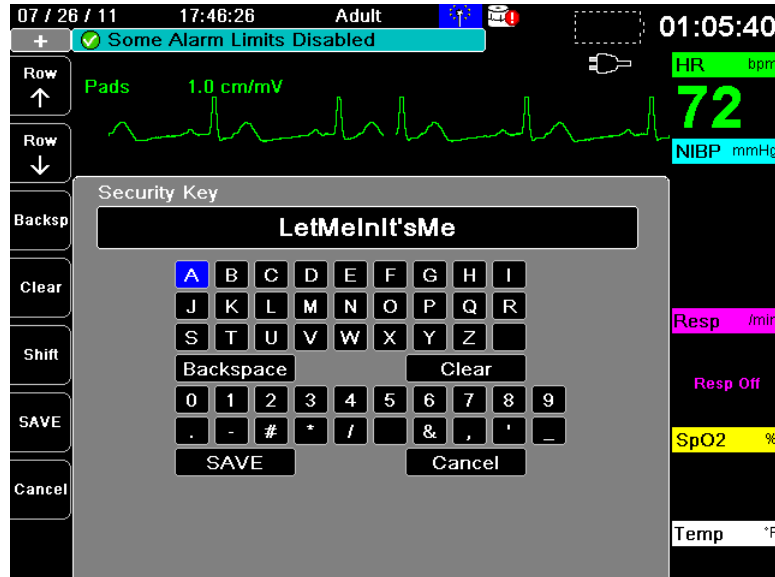 07 / 26 / 11 17:46:26 Adult
01:05:40
+ Some Alarm Limits Disabled
Row
Pads 1.0 cm/mV
HR bpm
72
Row
NIBP mmHg
Security Key
LetMeInIt'sMe
Backsp
A B C D E F G H I
Clear
J K L M N O P Q R
S T U V W X Y Z
Resp /min
Shift
Backspace Clear
Resp Off
0 1 2 3 4 5 6 7 8 9
SAVE
. - # * / & , ' _
SpO2 %
SAVE Cancel
Cancel
Temp °F